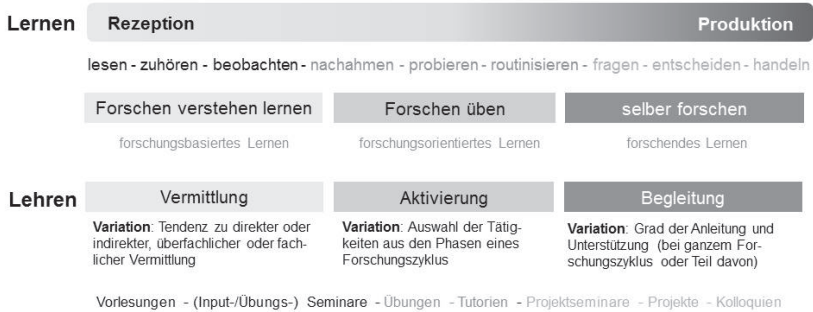 Lernen Rezeption Produktion
lesen - zuhören - beobachten - nachahmen - probieren - routinisieren - fragen - entscheiden - handeln
Forschen verstehen lernen Forschen üben selber forschen
forschungsbasiertes Lernen forschungsorientiertes Lernen forschendes Lernen
Lehren Vermittlung Aktivierung Begleitung
Variation: Tendenz zu direkter oder
indirekter, überfachlicher oder fach-
licher Vermittlung
Variation: Auswahl der Tätig-
keiten aus den Phasen eines
Forschungszyklus
Variation: Grad der Anleitung und
Unterstützung (bei ganzem For-
schungszyklus oder Teil davon)
Vorlesungen - (Input-/Übungs-) Seminare - Übungen - Tutorien - Projektseminare - Projekte - Kolloquien